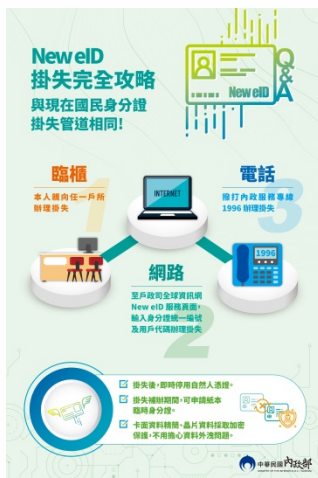 New eID
掛失完全攻略
與現在國民身分證
掛失管道相同!
Q
&
A
New eID
臨櫃
1
本人親向任一戶所
辦理掛失
INTERNET
電話
3
撥打內政服務專線
1996 辦理掛失
1996
網路
2
至戶政司全球資訊網
New eID 服務頁面,
輸入身分證統一編號
及用戶代碼辦理掛失
掛失後,即時停用自然人憑證。
掛失補辦期間,可申請紙本
臨時身分證。
卡面資料精簡、晶片資料採取加密
保護,不用擔心資料外洩問題。
中華民國內政部